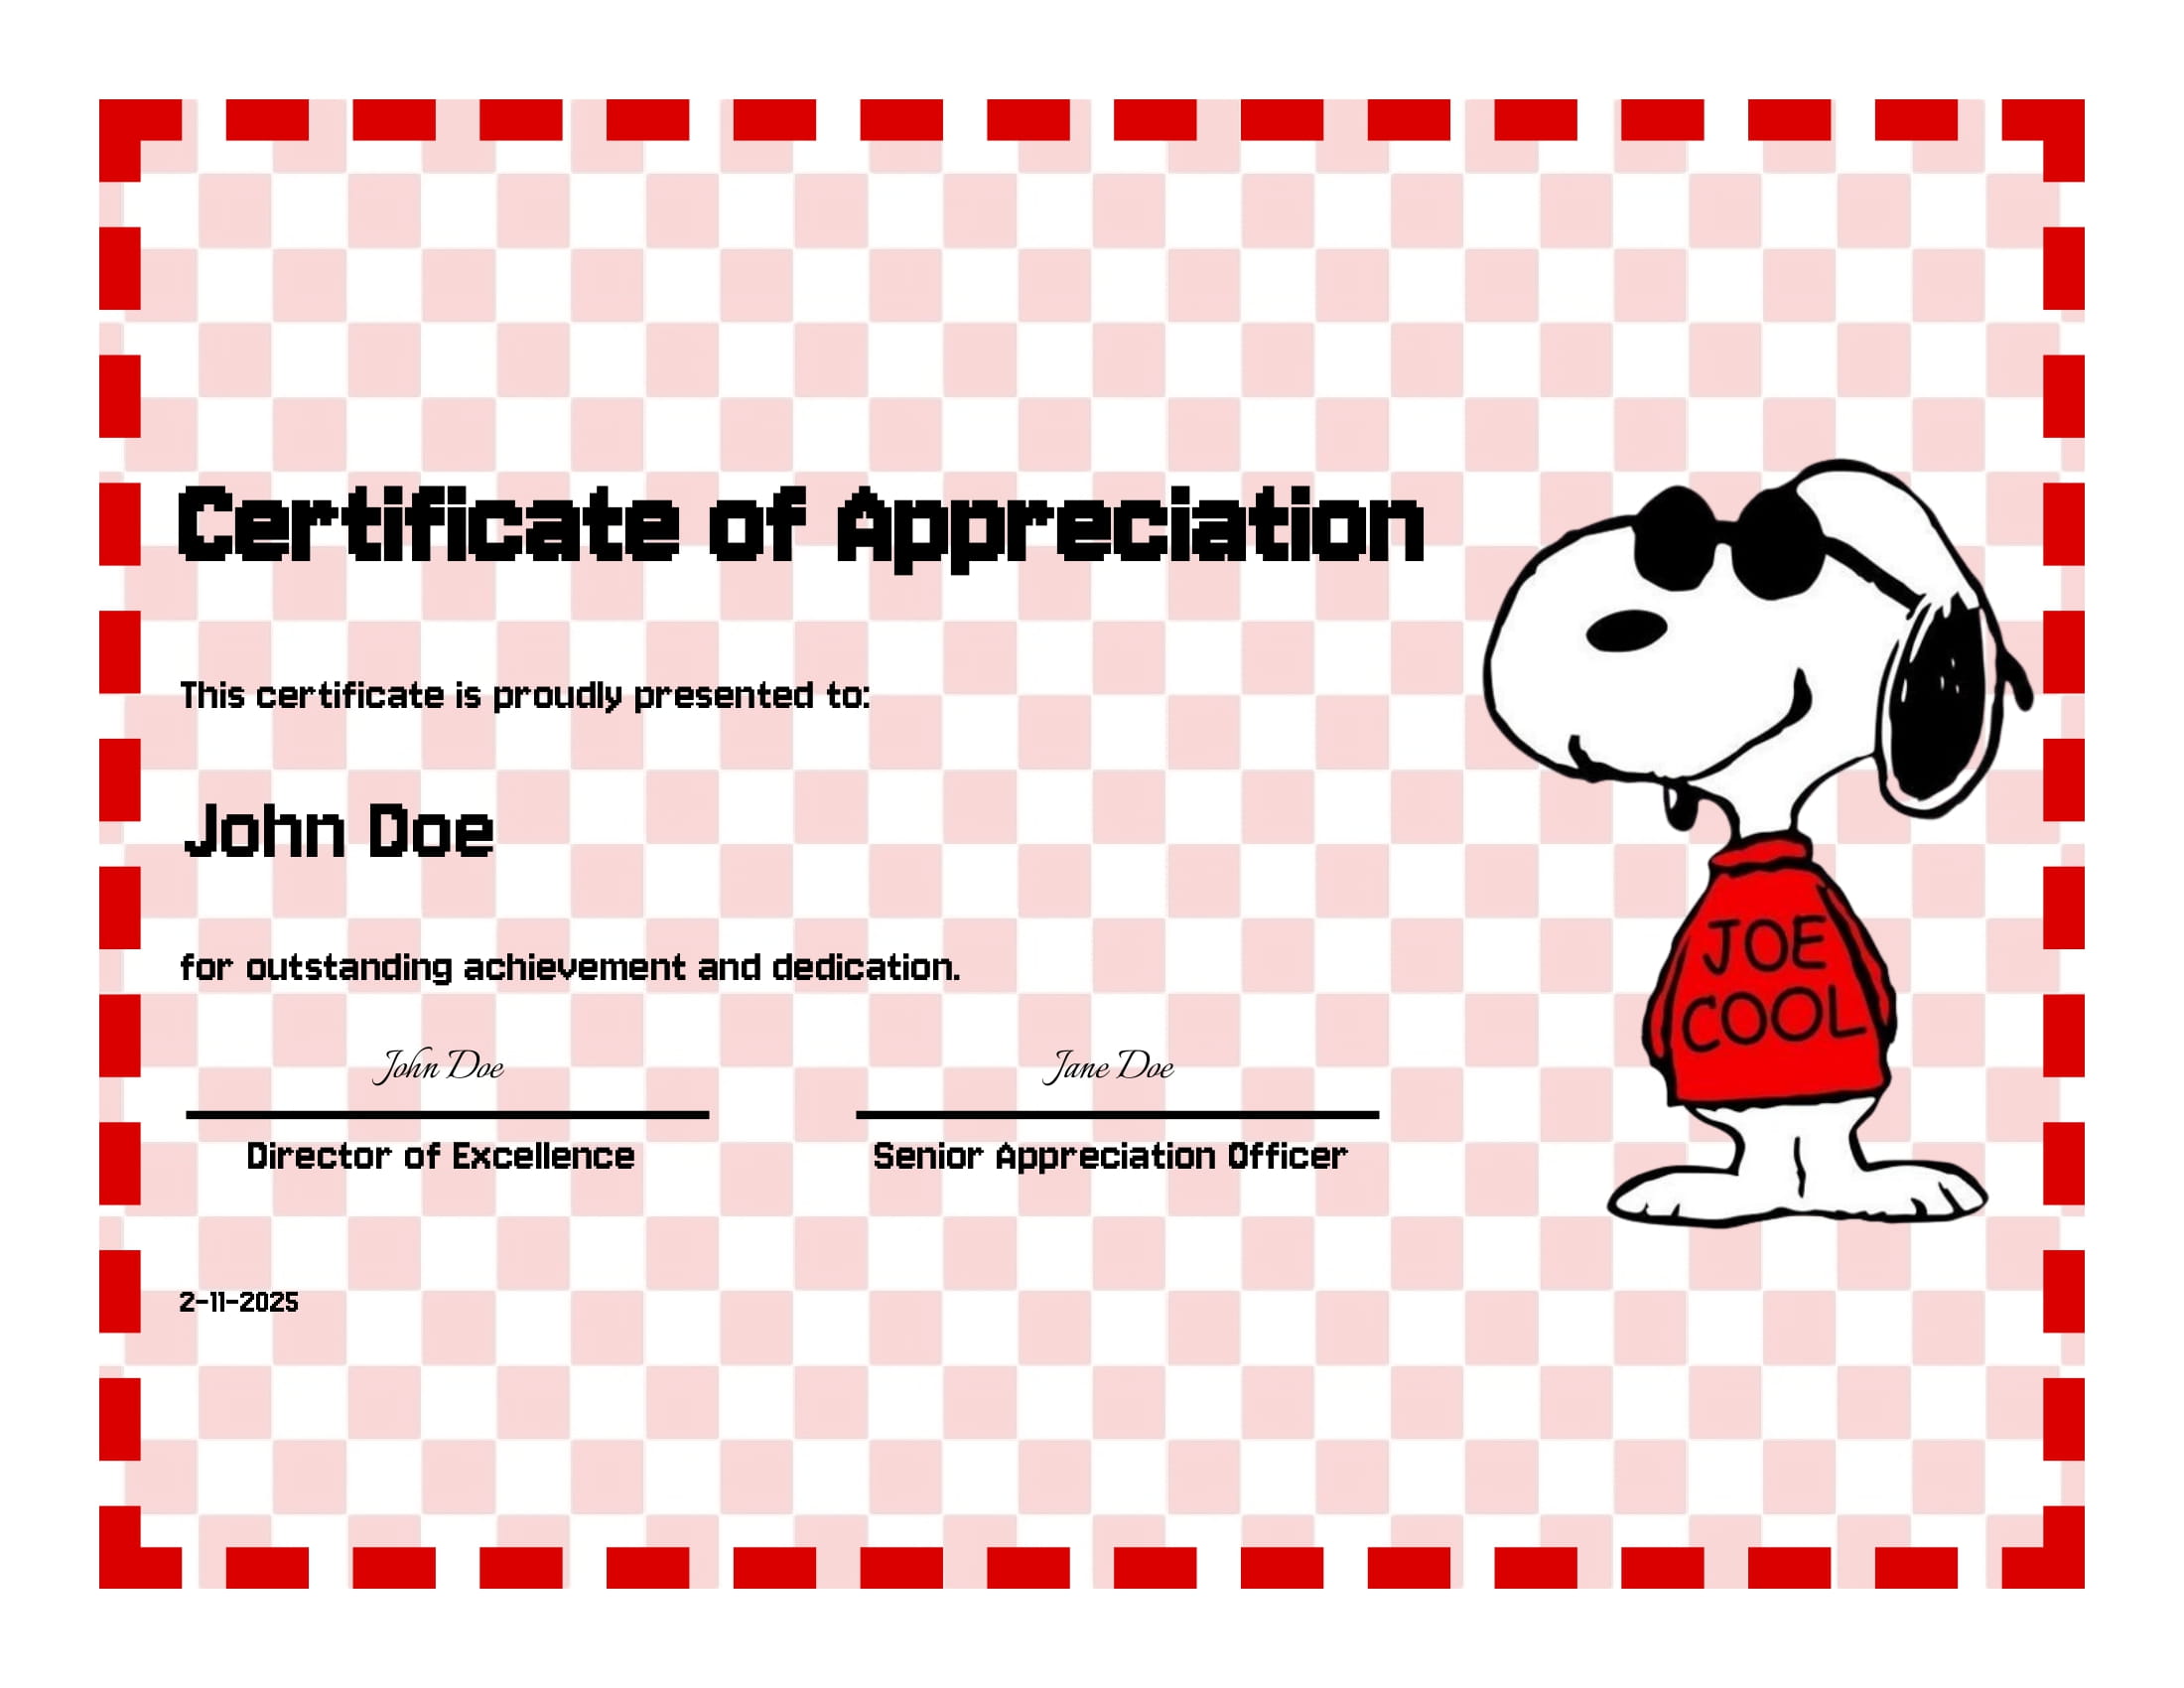 Certificate of Appreciation
This certificate is proudly presented to:
John Doe
for outstanding achievement and dedication.
John Doe
Jane Doe
Director of Excellence
Senior Appreciation Officer
2-11-2025
JOE
COOL